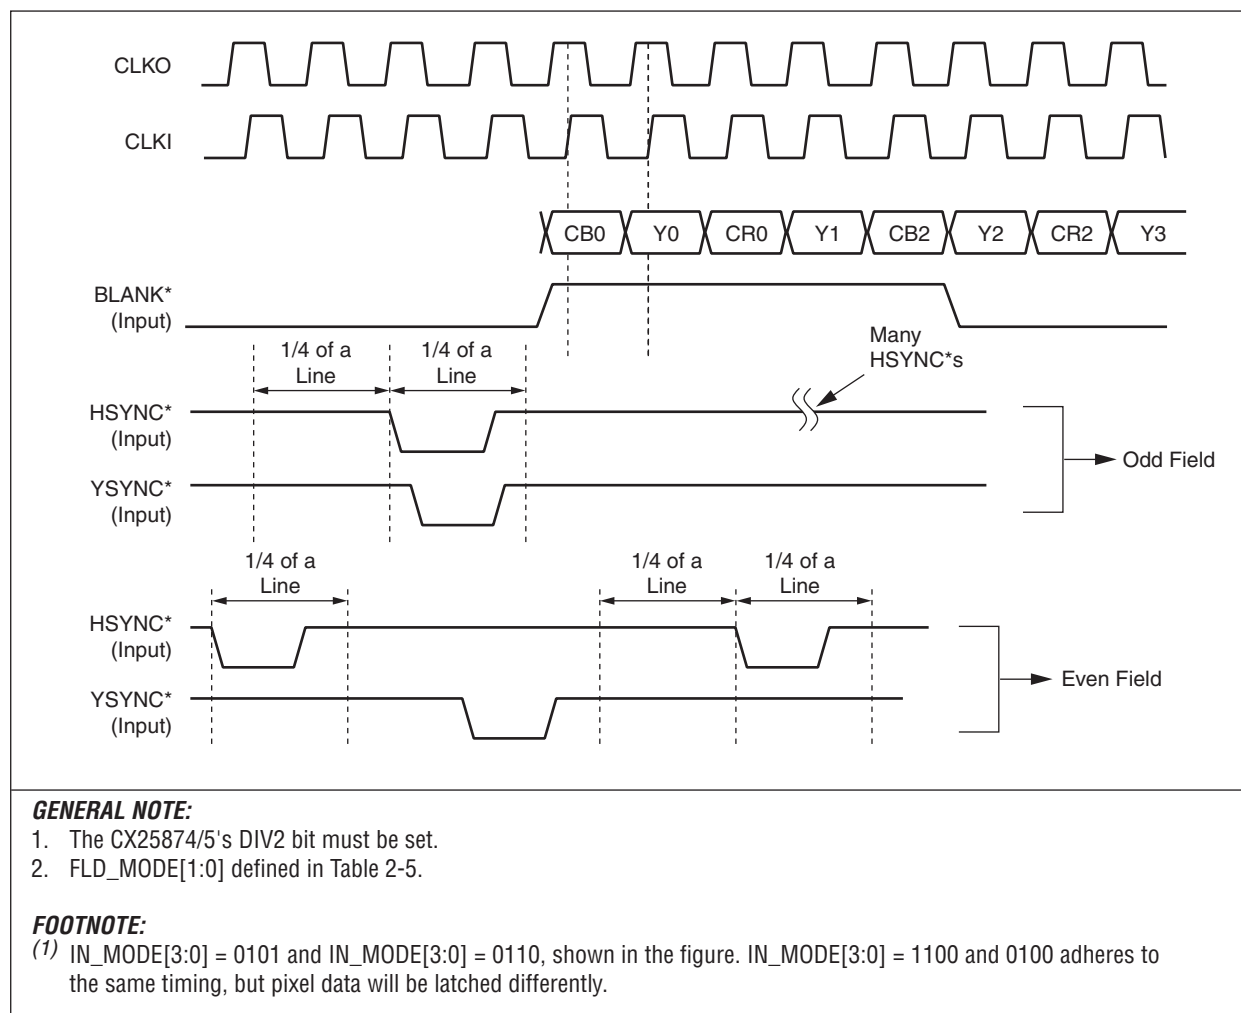 CLKO
CLKI
CB0 Y0 CR0 Y1 CB2 Y2 CR2 Y3
BLANK*
(Input)
Many
HSYNC*s
1/4 of a
Line
1/4 of a
Line
HSYNC*
(Input)
YSYNC*
(Input)
Odd Field
1/4 of a
Line
1/4 of a
Line
1/4 of a
Line
HSYNC*
(Input)
YSYNC*
(Input)
Even Field
GENERAL NOTE:
1. The CX25874/5's DIV2 bit must be set.
2. FLD_MODE[1:0] defined in Table 2-5.
FOOTNOTE:
(1) IN_MODE[3:0] = 0101 and IN_MODE[3:0] = 0110, shown in the figure. IN_MODE[3:0] = 1100 and 0100 adheres to
the same timing, but pixel data will be latched differently.